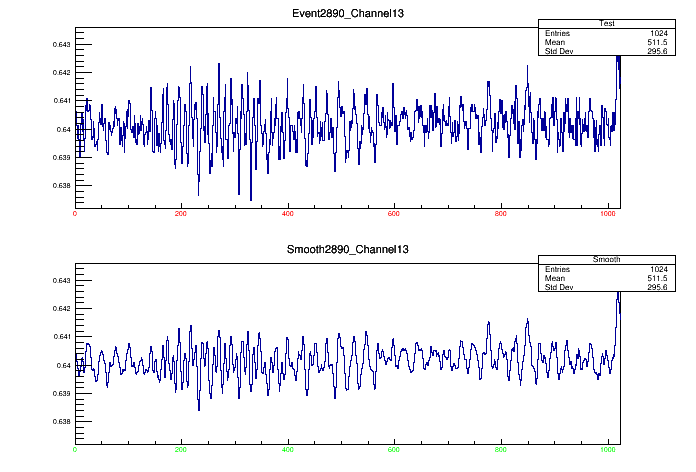 Event2890_Channel13
Test
Entries 1024
Mean 511.5
Std Dev 295.6
0.643
0.642
0.641
0.64
0.639
0.638
0 200 400 600 800 1000
Smooth2890_Channel13
Smooth
Entries 1024
Mean 511.5
Std Dev 295.6
0.643
0.642
0.641
0.64
0.639
0.638
0 200 400 600 800 1000